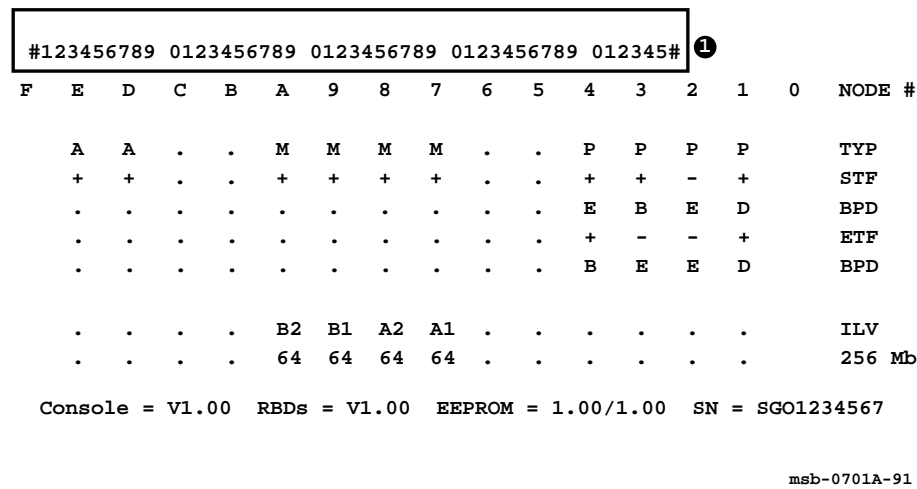 #123456789 0123456789 0123456789 0123456789 012345# ❶
F E D C B A 9 8 7 6 5 4 3 2 1 0 NODE #
A A . . M M M M . . P P P P TYP
+ + . . + + + + . . + + - + STF
. . . . . . . . . . E B E D BPD
. . . . . . . . . . + - - + ETF
. . . . . . . . . . B E E D BPD
. . . . B2 B1 A2 A1 . . . . . . ILV
. . . . 64 64 64 64 . . . . . . 256 Mb
Console = V1.00 RBDs = V1.00 EEPROM = 1.00/1.00 SN = SGO1234567
msb-0701A-91